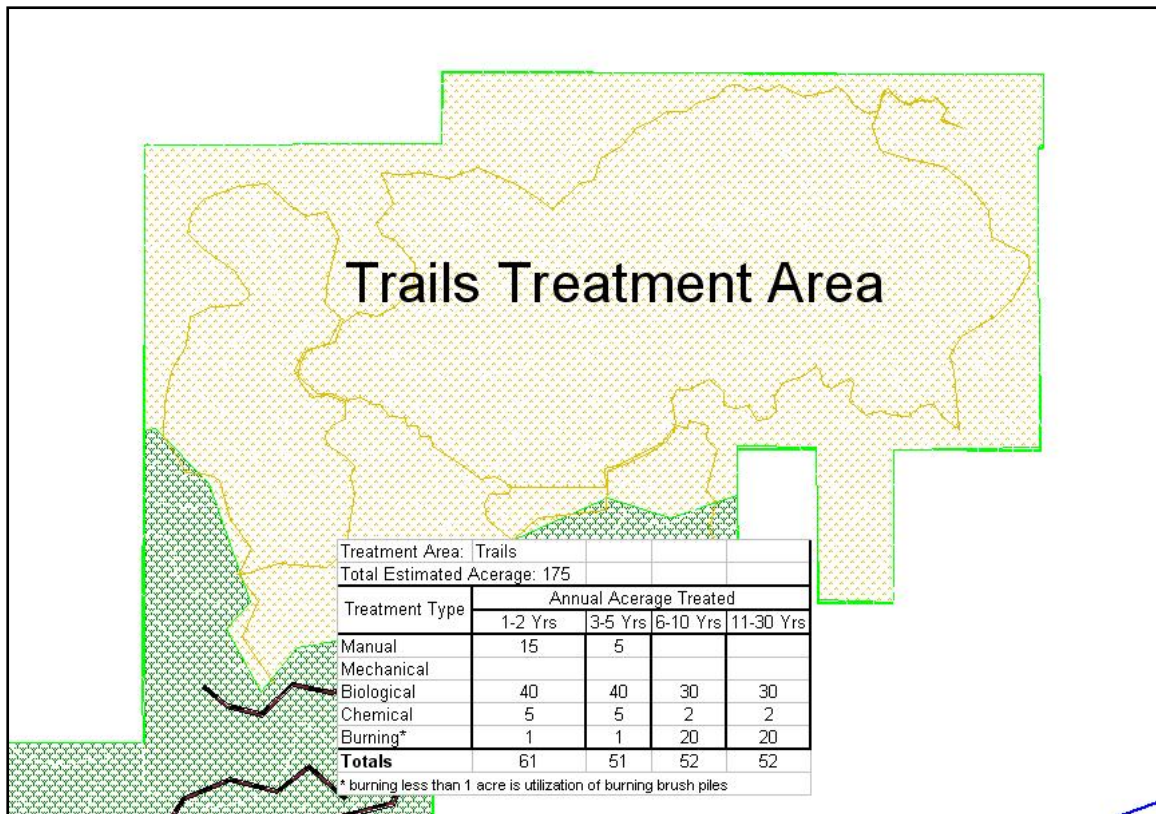 Trails Treatment Area
Treatment Area: Trails
Total Estimated Acerage: 175
Treatment Type Annual Acerage Treated
1-2 Yrs 3-5 Yrs 6-10 Yrs 11-30 Yrs
Manual 15 5
Mechanical
Biological 40 40 30 30
Chemical 5 5 2 2
Burning* 1 1 20 20
Totals 61 51 52 52
* burning less than 1 acre is utilization of burning brush piles